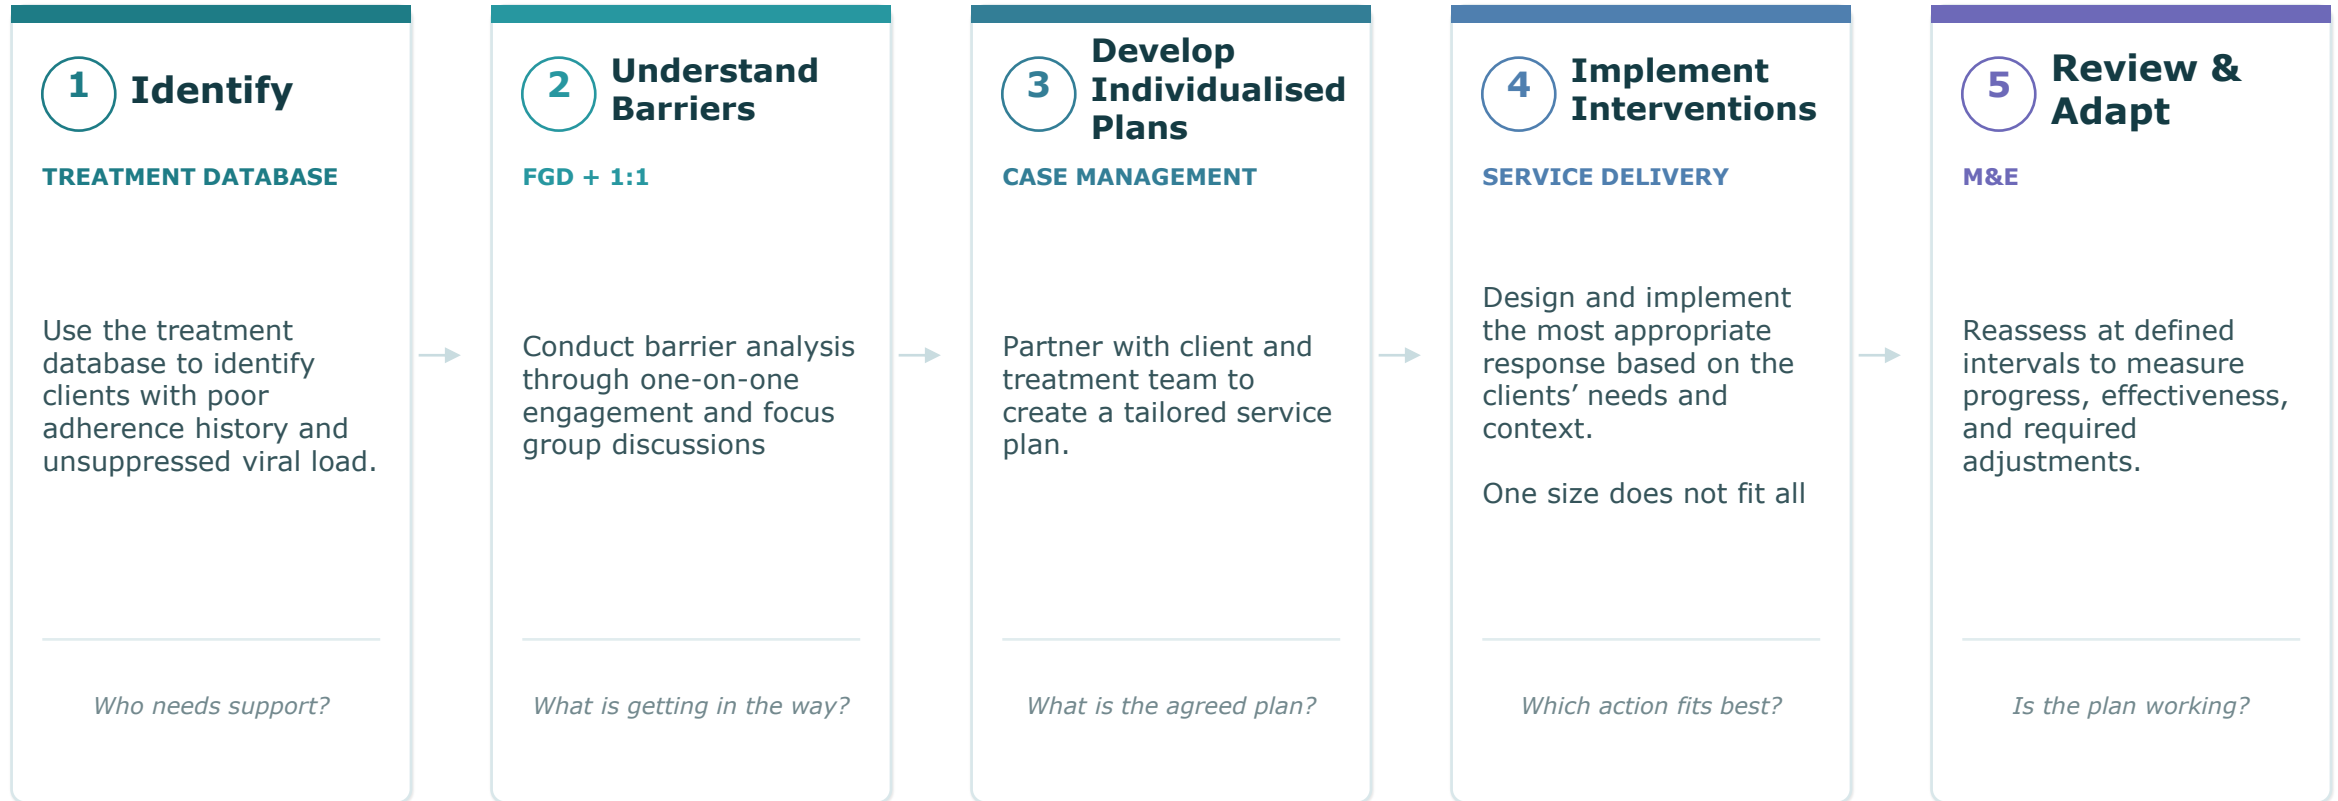 1
Identify
TREATMENT DATABASE
Use the treatment
database to identify
clients with poor
adherence history and
unsuppressed viral load.
Who needs support?
2
Understand
Barriers
FGD + 1:1
Conduct barrier analysis
through one-on-one
engagement and focus
group discussions
What is getting in the way?
3
Develop
Individualised
Plans
CASE MANAGEMENT
Partner with client and
treatment team to
create a tailored service
plan.
What is the agreed plan?
4
Implement
Interventions
SERVICE DELIVERY
Design and implement
the most appropriate
response based on the
clients’ needs and
context.
One size does not fit all
Which action fits best?
5
Review &
Adapt
M&E
Reassess at defined
intervals to measure
progress, effectiveness,
and required
adjustments.
Is the plan working?